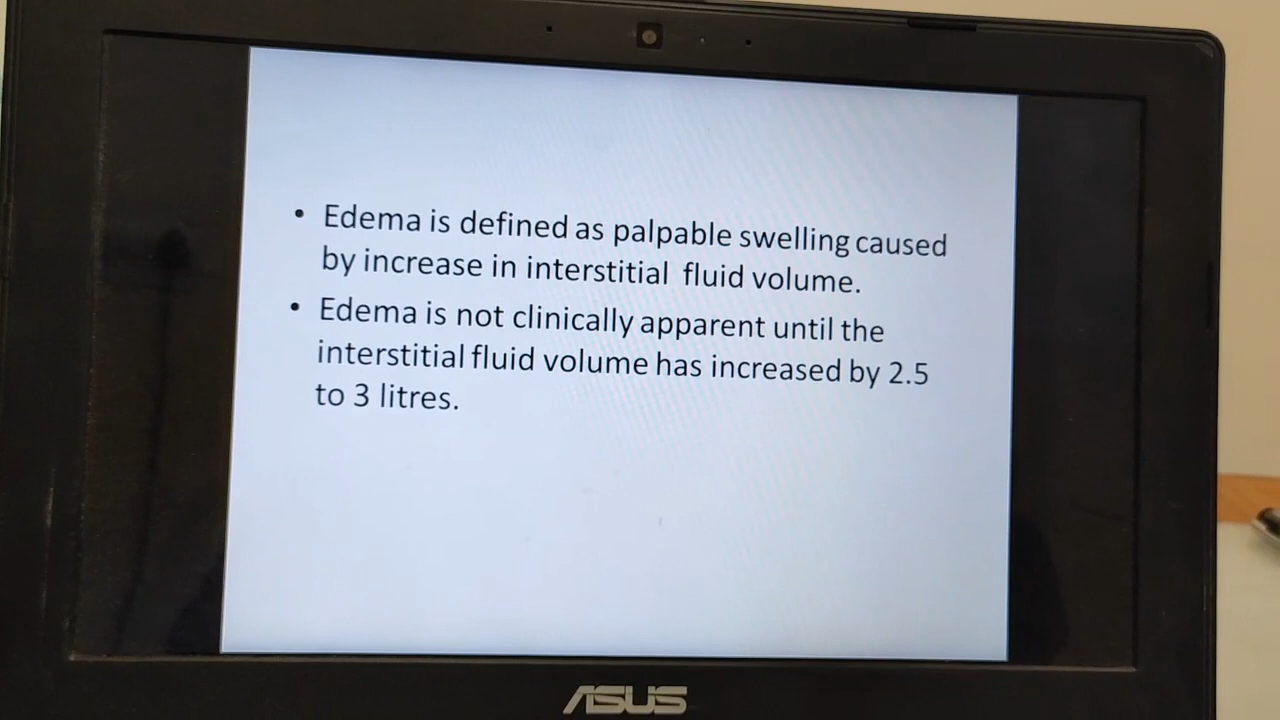 • Edema is defined as palpable swelling caused
by increase in interstitial fluid volume.
• Edema is not clinically apparent until the
interstitial fluid volume has increased by 2.5
to 3 litres.
ASUS